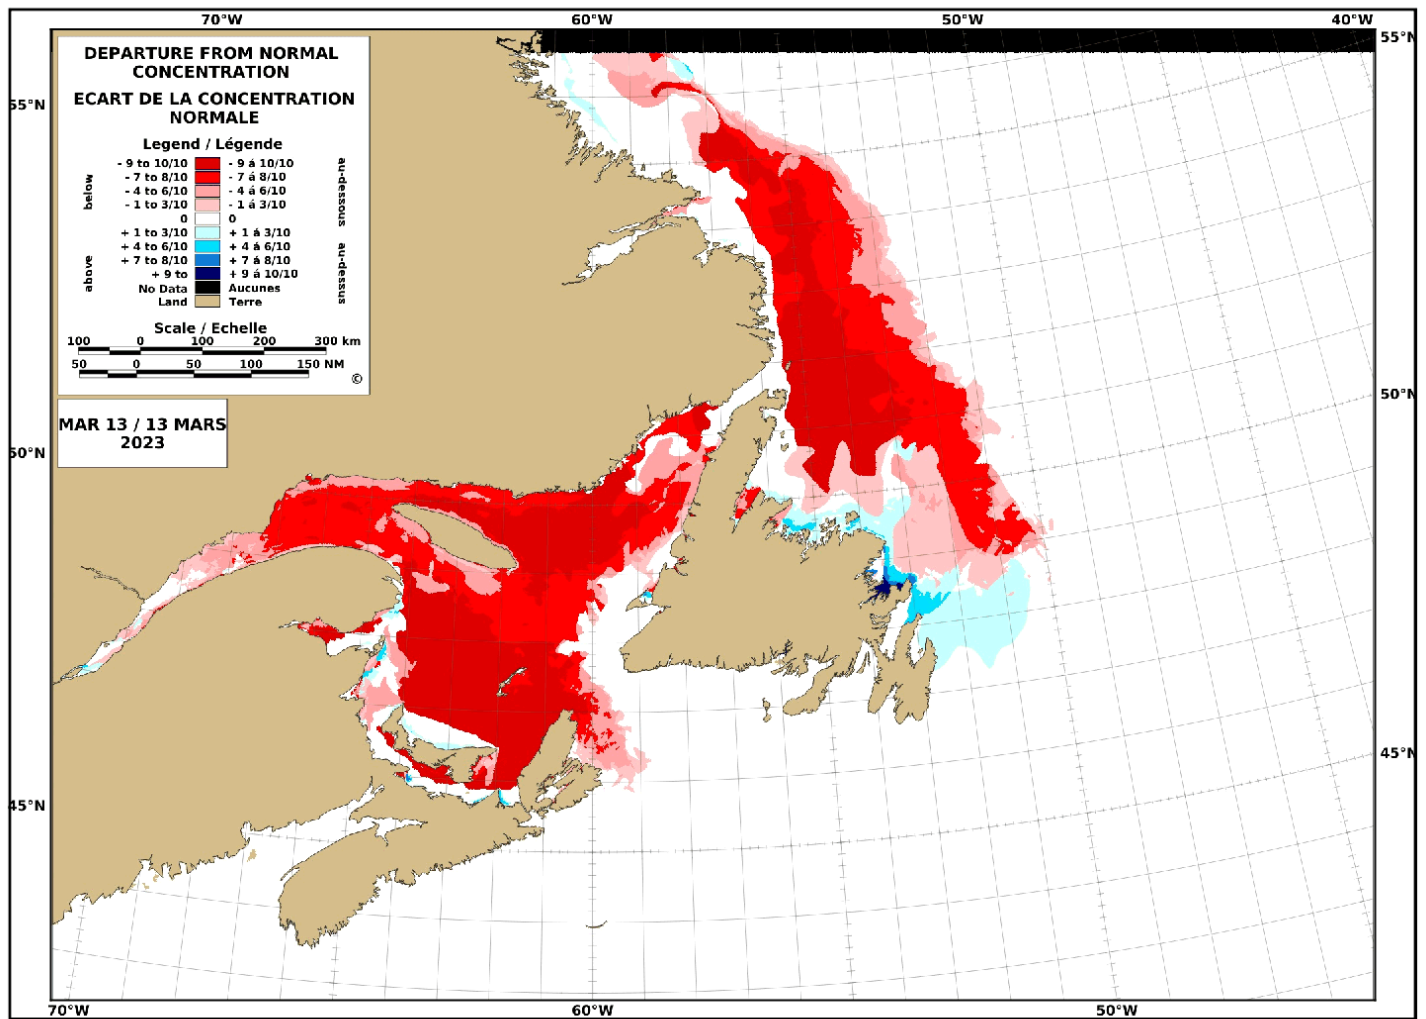 70°W 60°W 50°W 40°W
55°N
DEPARTURE FROM NORMAL
CONCENTRATION
ECART DE LA CONCENTRATION
NORMALE
55°N
Legend / Légende
- 9 to 10/10 - 9 á 10/10
- 7 to 8/10 - 7 á 8/10
- 4 to 6/10 - 4 á 6/10
- 1 to 3/10 - 1 á 3/10
0 0
+ 1 to 3/10 + 1 á 3/10
+ 4 to 6/10 + 4 á 6/10
+ 7 to 8/10 + 7 á 8/10
+ 9 to + 9 á 10/10
No Data Aucunes
Land Terre
below
above
au-dessous
au-dessus
Scale / Echelle
100 0 100 200 300 km
50 0 50 100 150 NM
©
MAR 13 / 13 MARS
2023
50°N
50°N
45°N
45°N
70°W 60°W 50°W